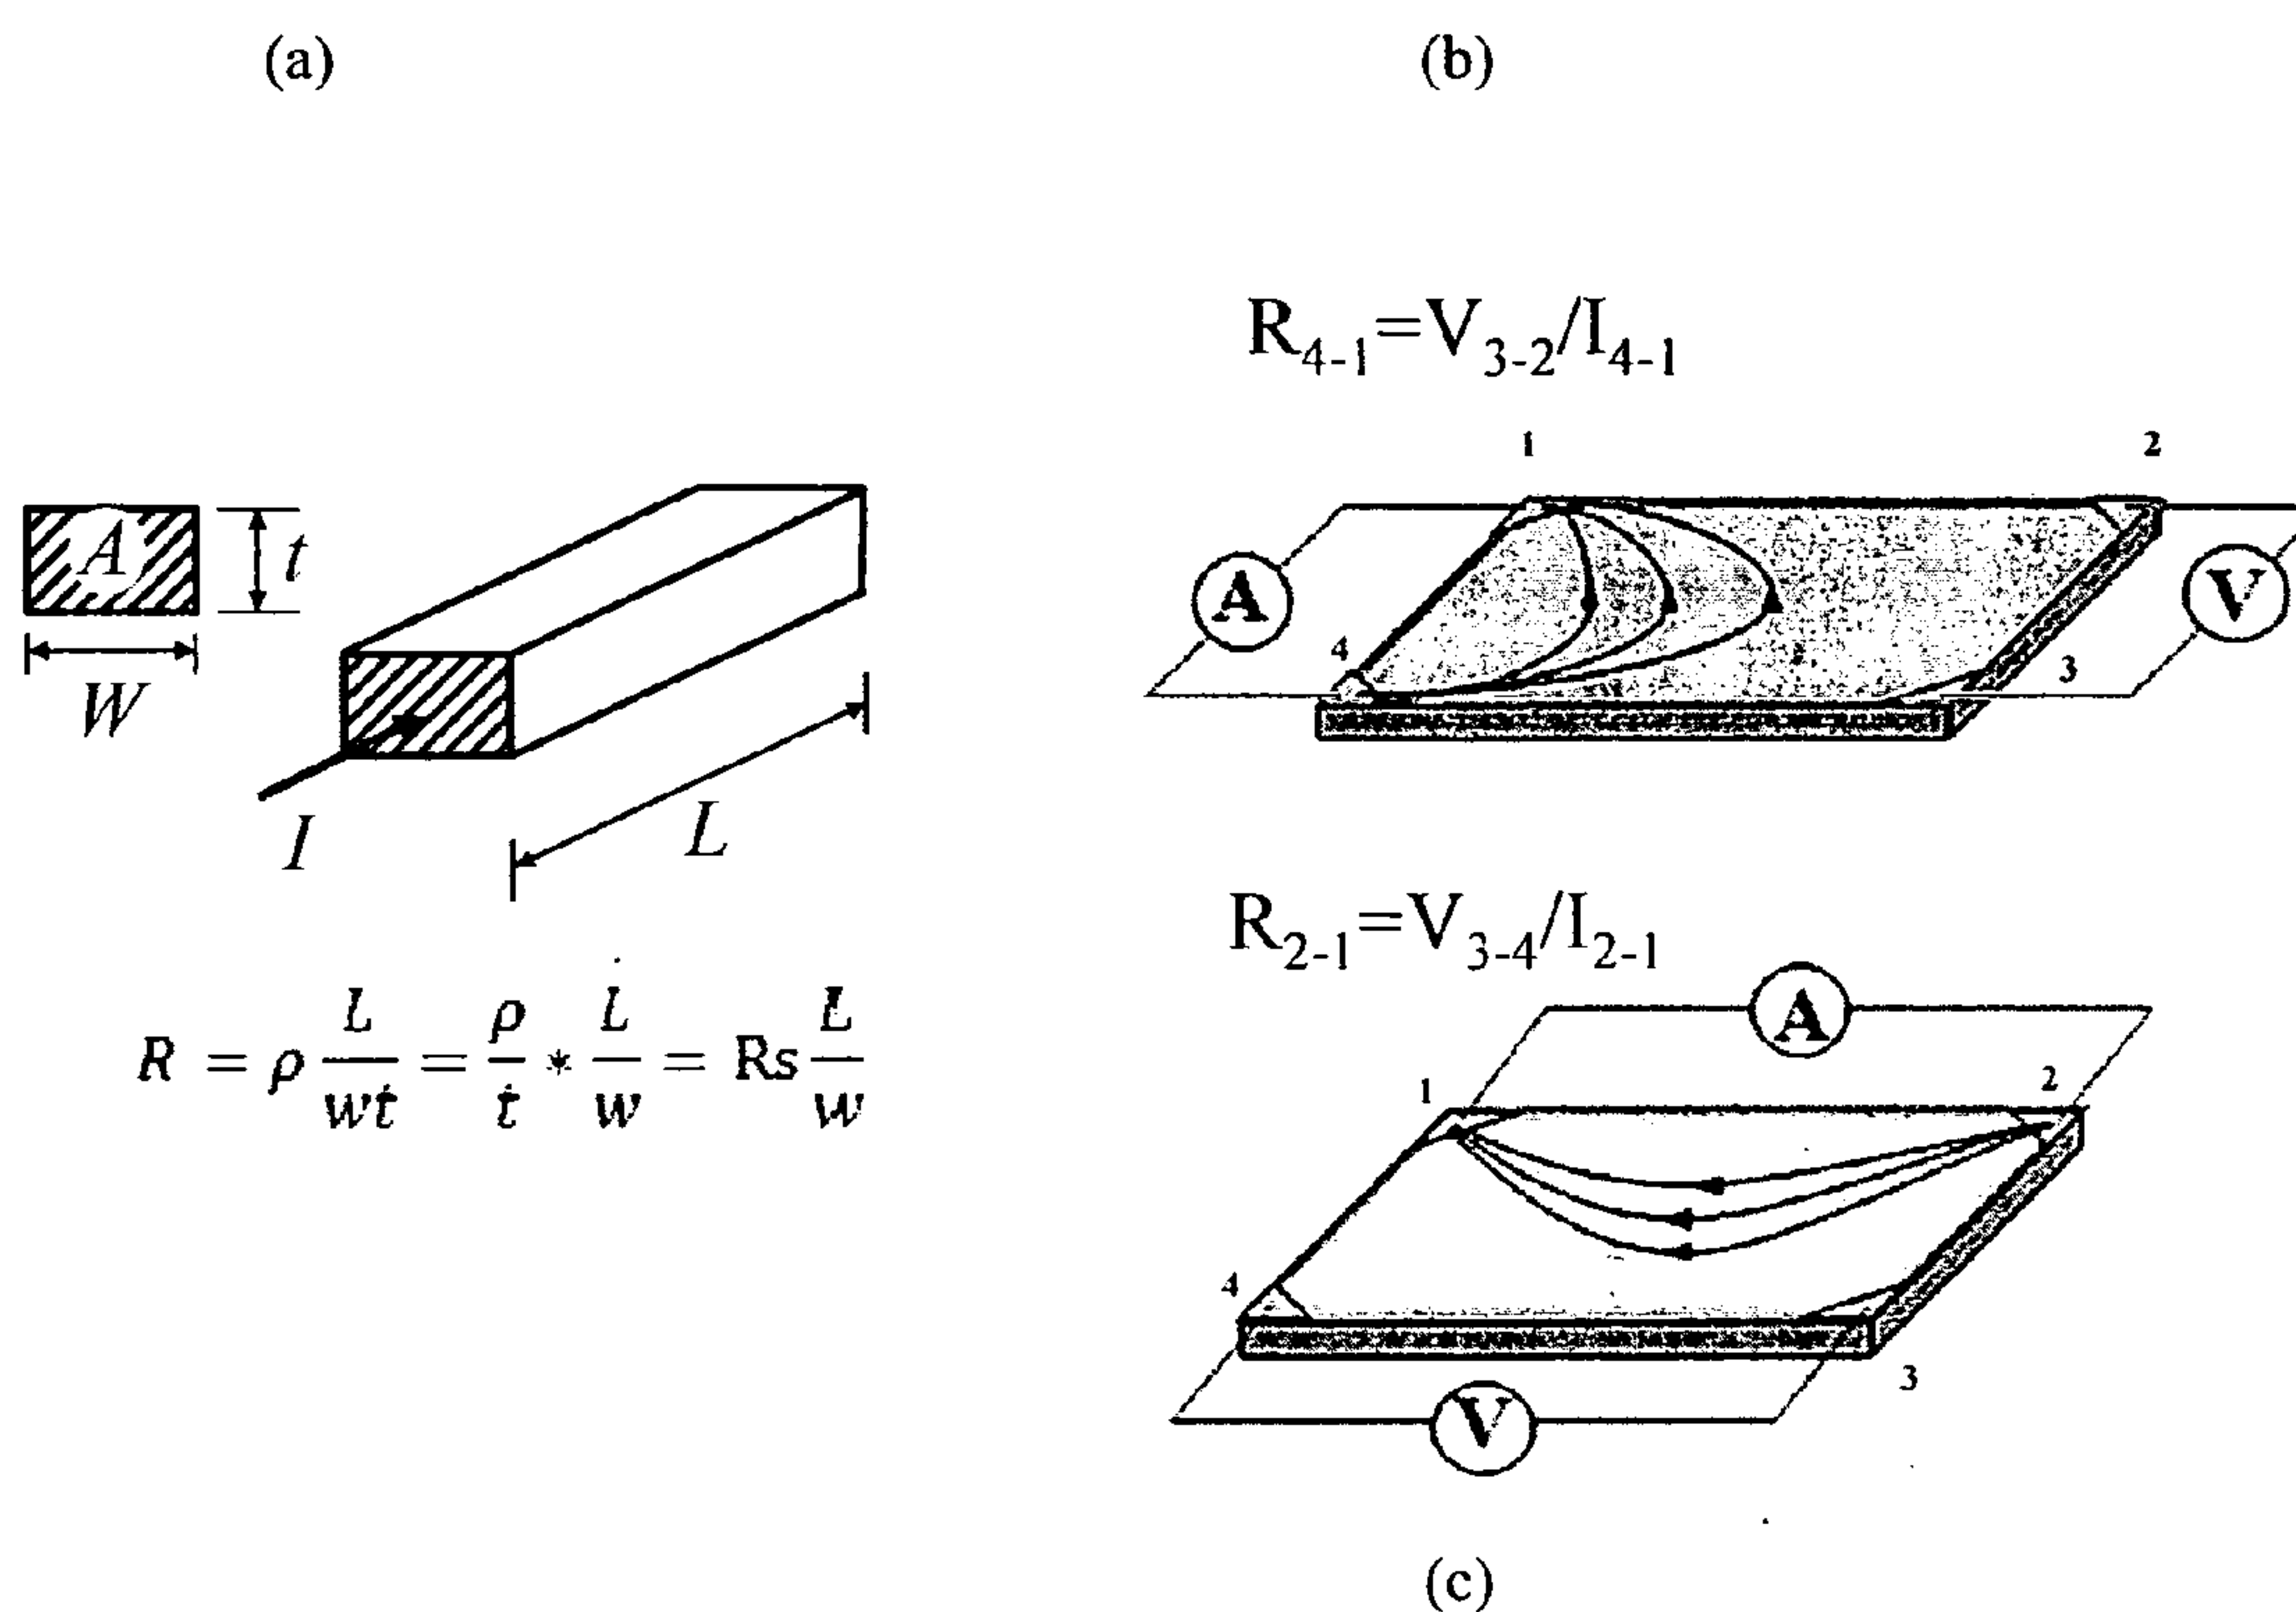 (a)
A
t
W
I
L
R = ρ L/wt = ρ/t * L/w = Rs L/w
(b)
R₄₋₁=V₃₋₂/I₄₋₁
1
2
A
V
4
3
R₂₋₁=V₃₋₄/I₂₋₁
A
1
2
4
3
V
(c)